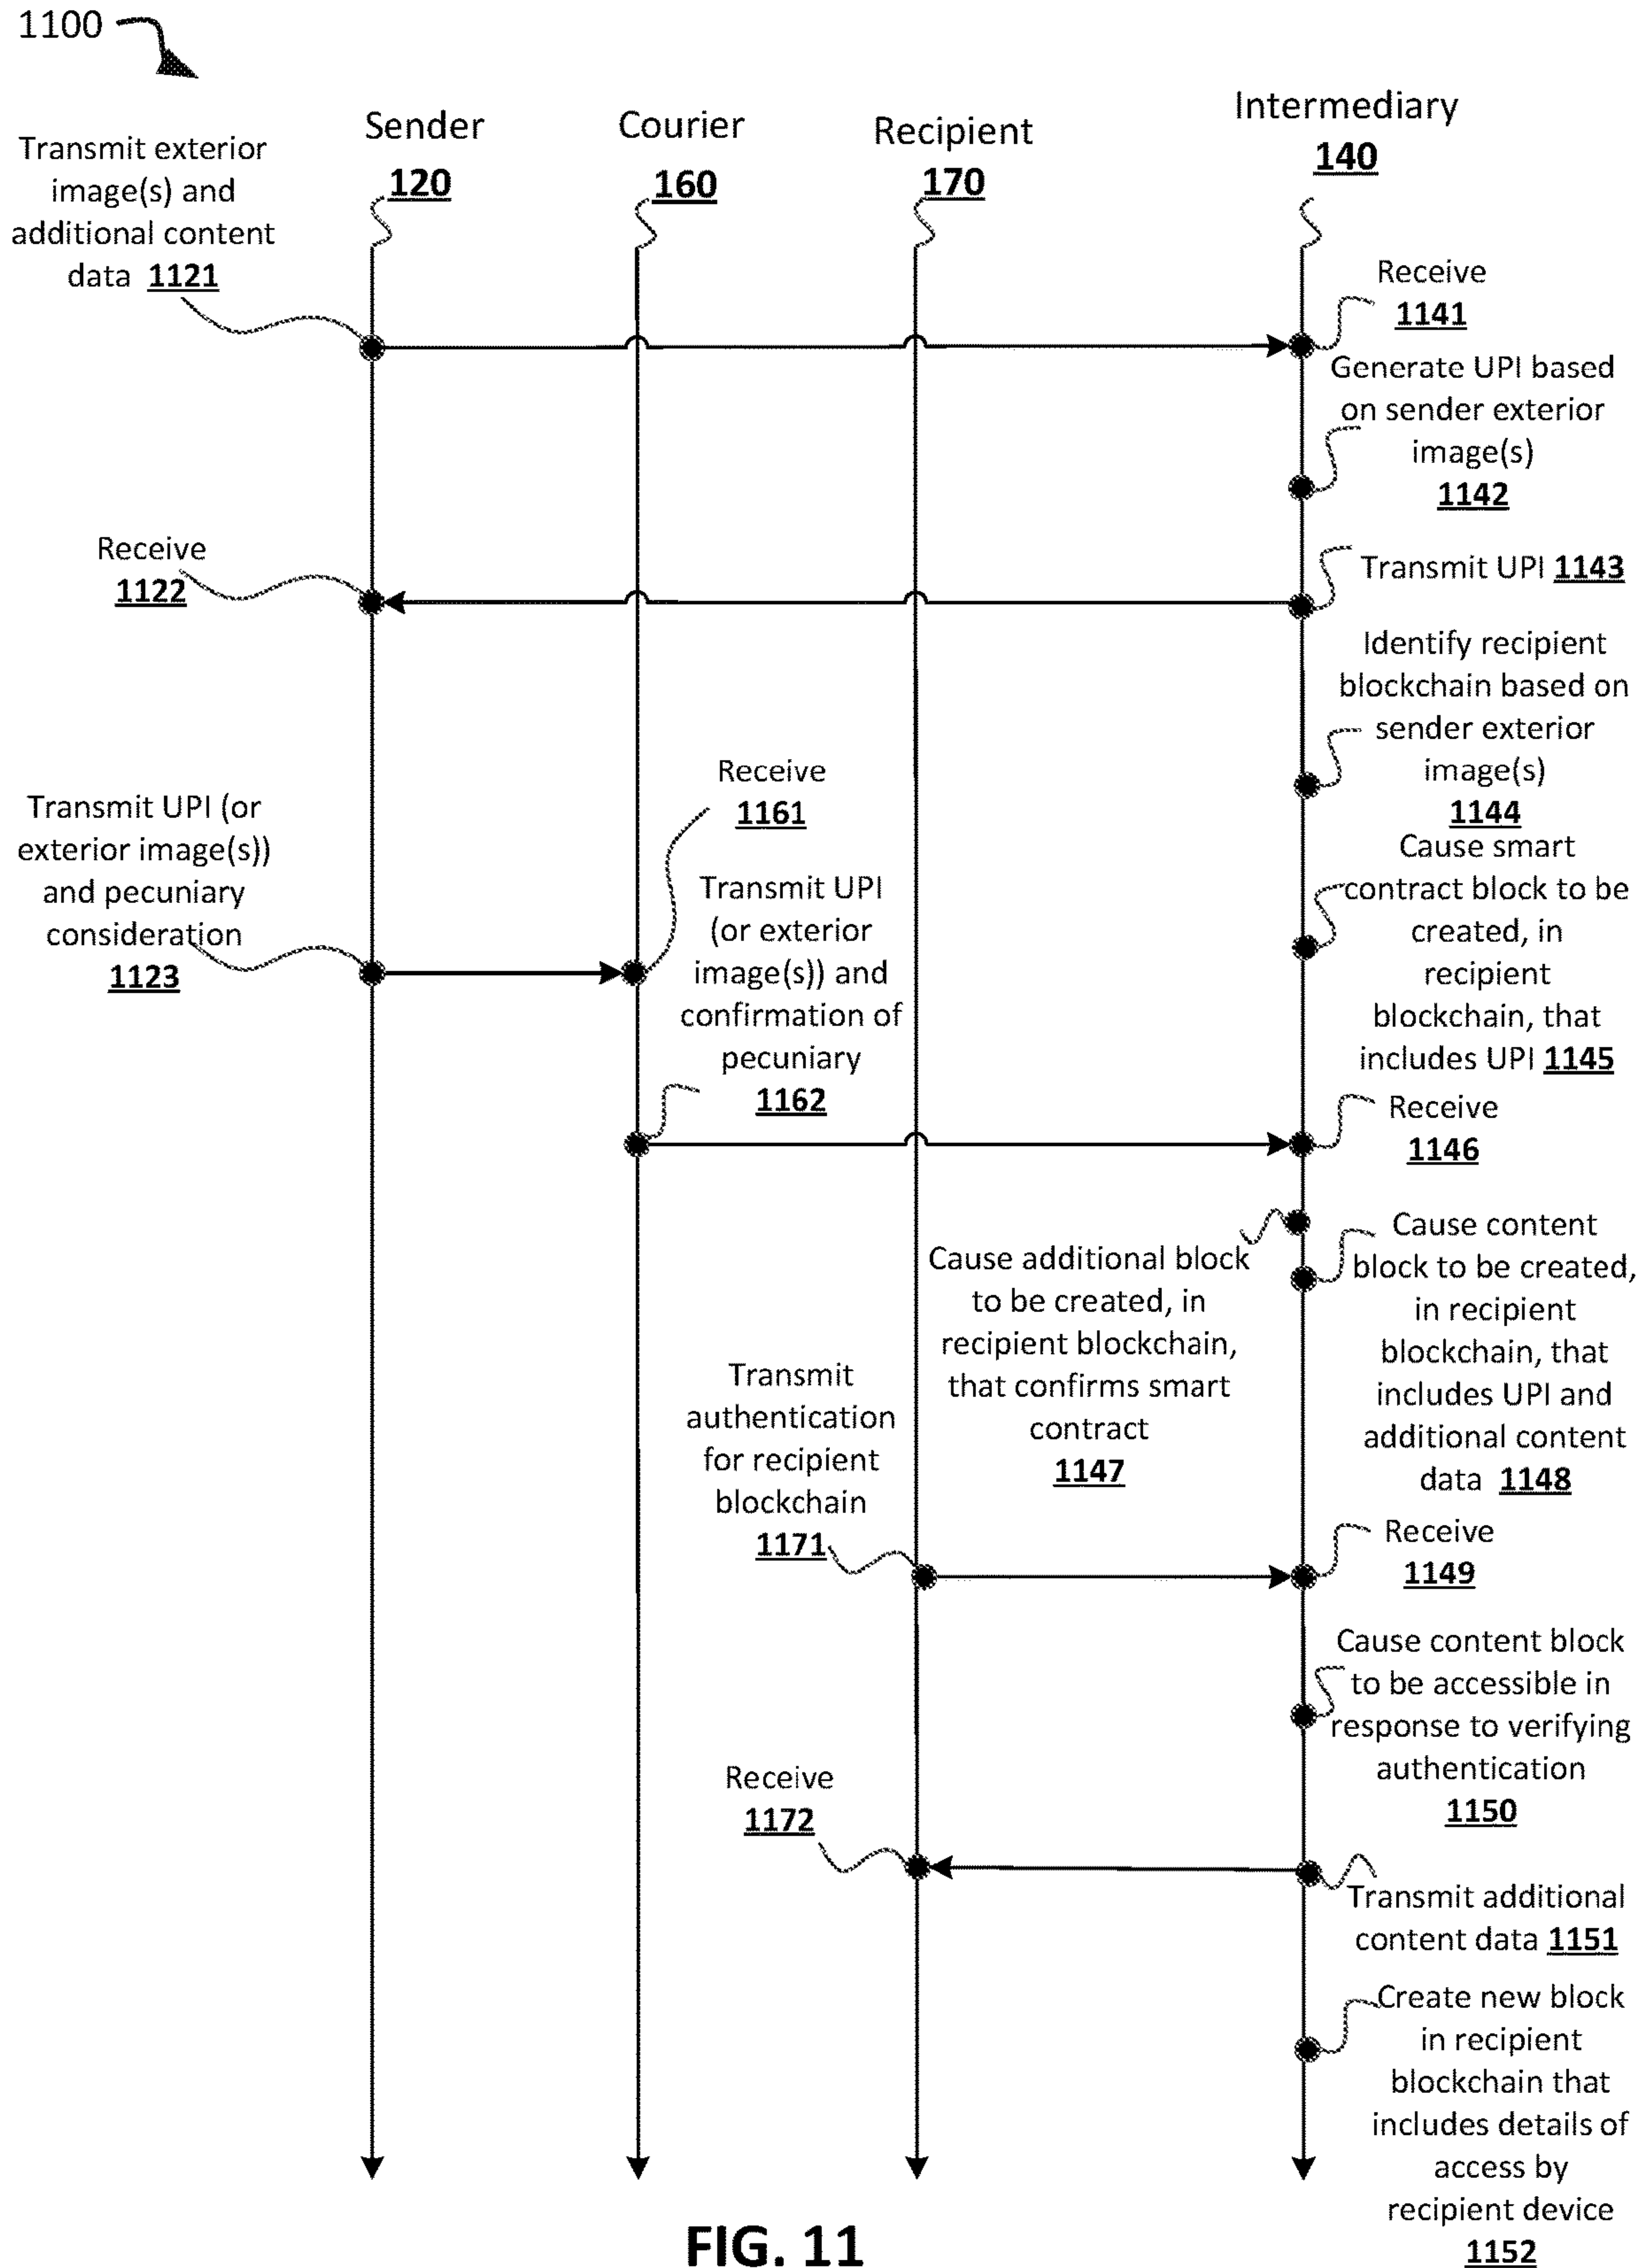 1100
Sender
120
Courier
160
Recipient
170
Intermediary
140
Transmit exterior
image(s) and
additional content
data 1121
Receive
1141
Generate UPI based
on sender exterior
image(s)
1142
Receive
1122
Transmit UPI 1143
Identify recipient
blockchain based on
sender exterior
image(s)
1144
Transmit UPI (or
exterior image(s))
and pecuniary
consideration
1123
Receive
1161
Cause smart
contract block to be
created, in
recipient
blockchain, that
includes UPI 1145
Transmit UPI
(or exterior
image(s)) and
confirmation of
pecuniary
1162
Receive
1146
Cause additional block
to be created, in
recipient blockchain,
that confirms smart
contract
1147
Cause content
block to be created,
in recipient
blockchain, that
includes UPI and
additional content
data 1148
Transmit
authentication
for recipient
blockchain
1171
Receive
1149
Cause content block
to be accessible in
response to verifying
authentication
1150
Receive
1172
Transmit additional
content data 1151
Create new block
in recipient
blockchain that
includes details of
access by
recipient device
1152
FIG. 11